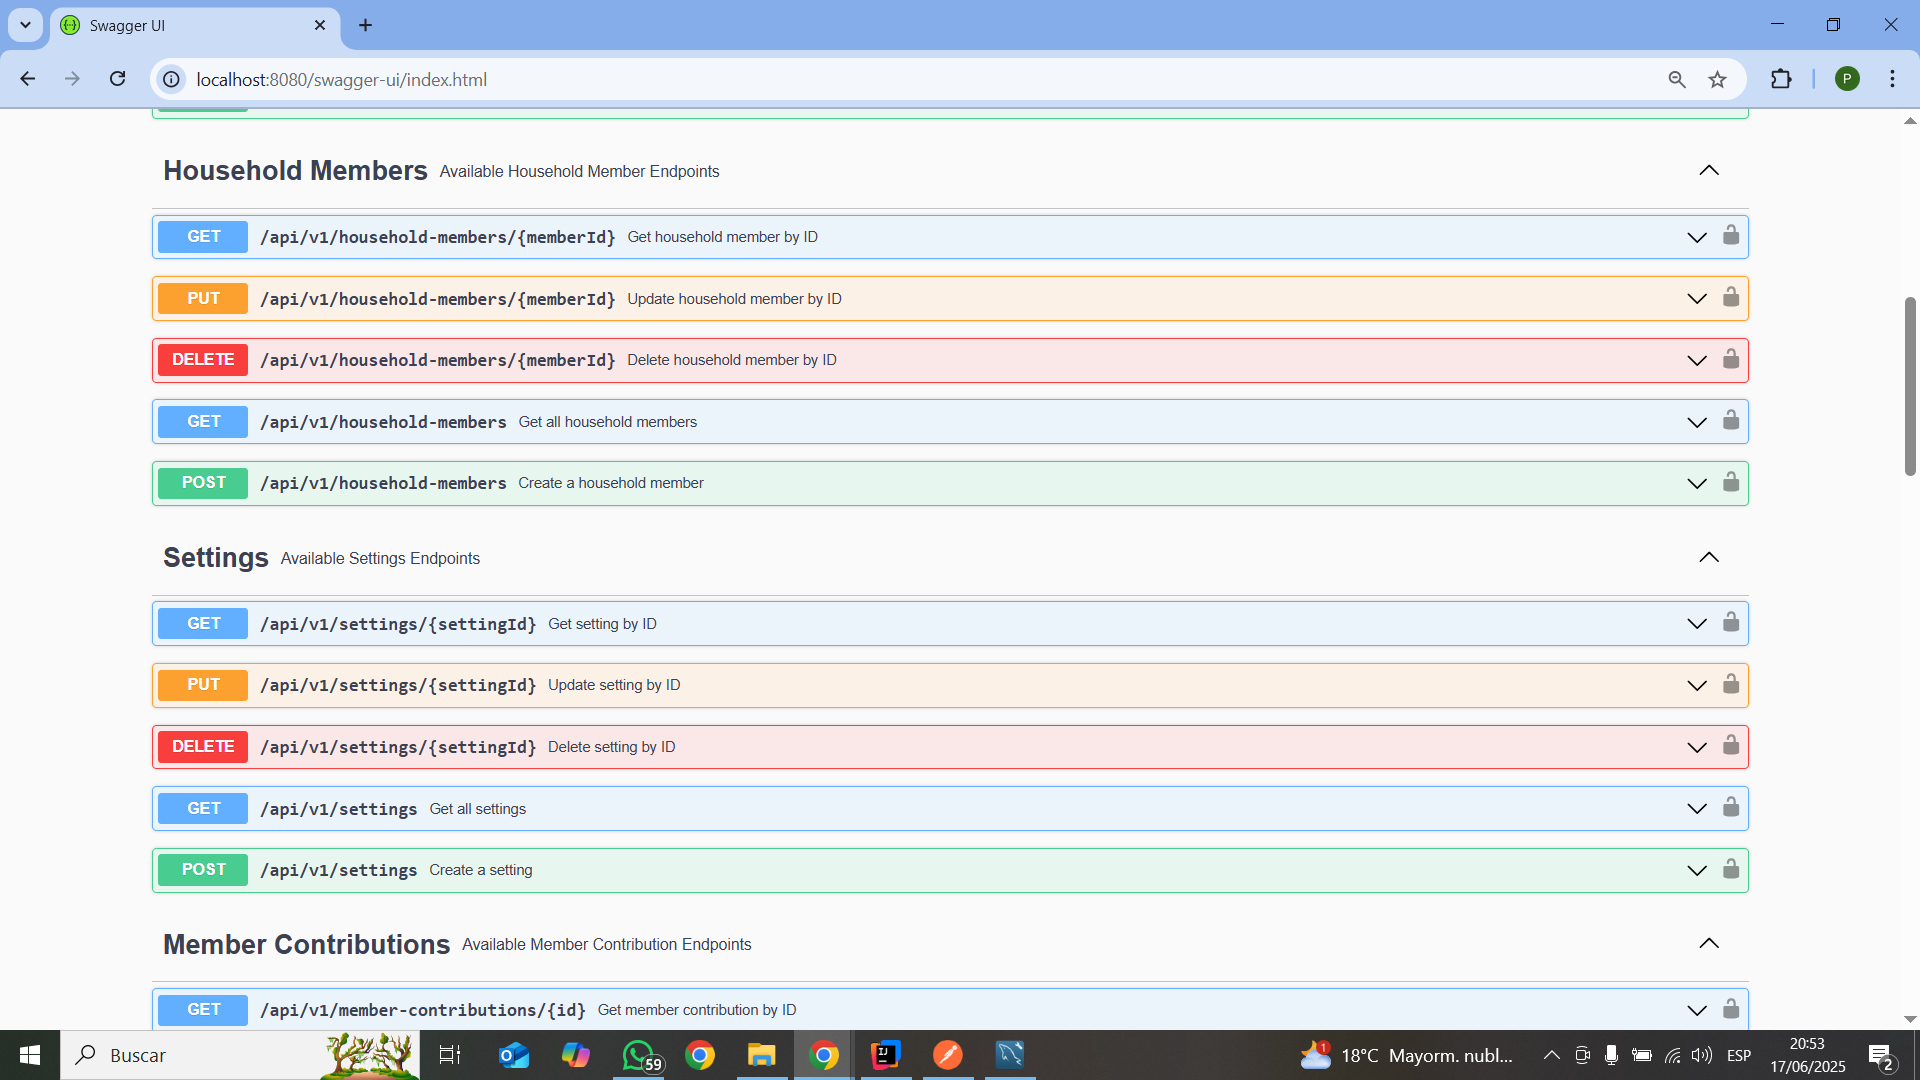 Swagger UI
localhost:8080/swagger-ui/index.html
P
Household Members Available Household Member Endpoints
GET /api/v1/household-members/{memberId} Get household member by ID
PUT /api/v1/household-members/{memberId} Update household member by ID
DELETE /api/v1/household-members/{memberId} Delete household member by ID
GET /api/v1/household-members Get all household members
POST /api/v1/household-members Create a household member
Settings Available Settings Endpoints
GET /api/v1/settings/{settingId} Get setting by ID
PUT /api/v1/settings/{settingId} Update setting by ID
DELETE /api/v1/settings/{settingId} Delete setting by ID
GET /api/v1/settings Get all settings
POST /api/v1/settings Create a setting
Member Contributions Available Member Contribution Endpoints
GET /api/v1/member-contributions/{id} Get member contribution by ID
Buscar 59 IJ 1 18°C Mayorm. nubl... ESP 20:53
17/06/2025 2